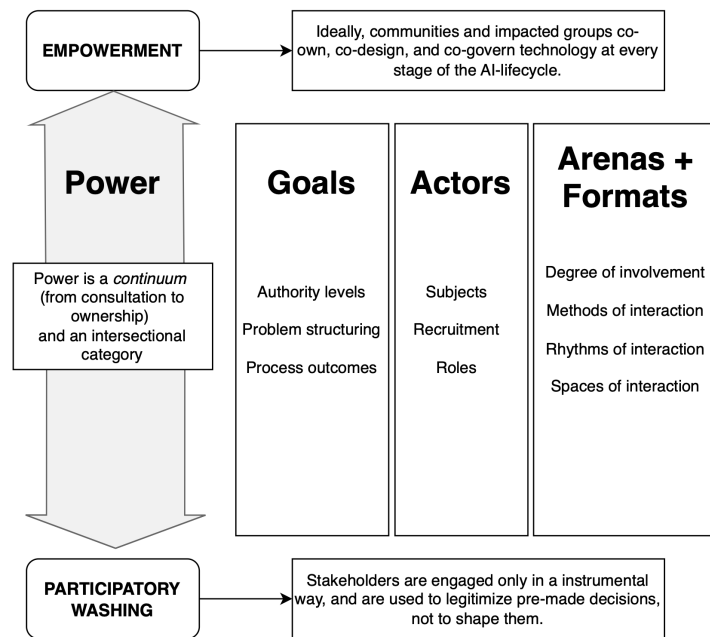 EMPOWERMENT
Ideally, communities and impacted groups co-
own, co-design, and co-govern technology at every
stage of the AI-lifecycle.
Power
Power is a continuum
(from consultation to
ownership)
and an intersectional
category
Goals
Authority levels
Problem structuring
Process outcomes
Actors
Subjects
Recruitment
Roles
Arenas +
Formats
Degree of involvement
Methods of interaction
Rhythms of interaction
Spaces of interaction
PARTICIPATORY
WASHING
Stakeholders are engaged only in a instrumental
way, and are used to legitimize pre-made decisions,
not to shape them.